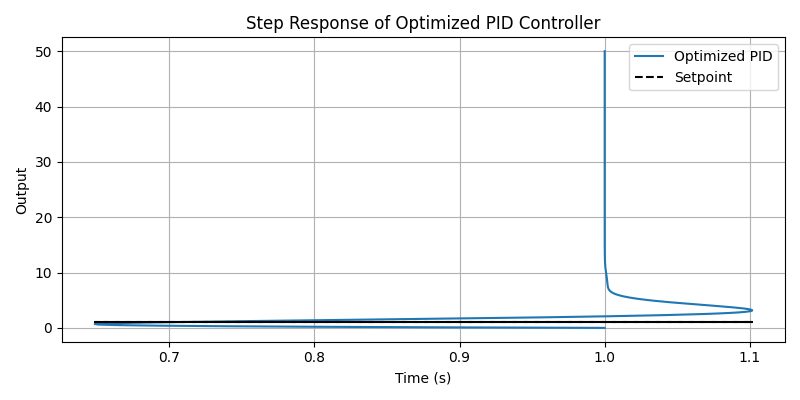 Step Response of Optimized PID Controller
Optimized PID
Setpoint
Output
50
40
30
20
10
0
0.7
0.8
0.9
1.0
1.1
Time (s)